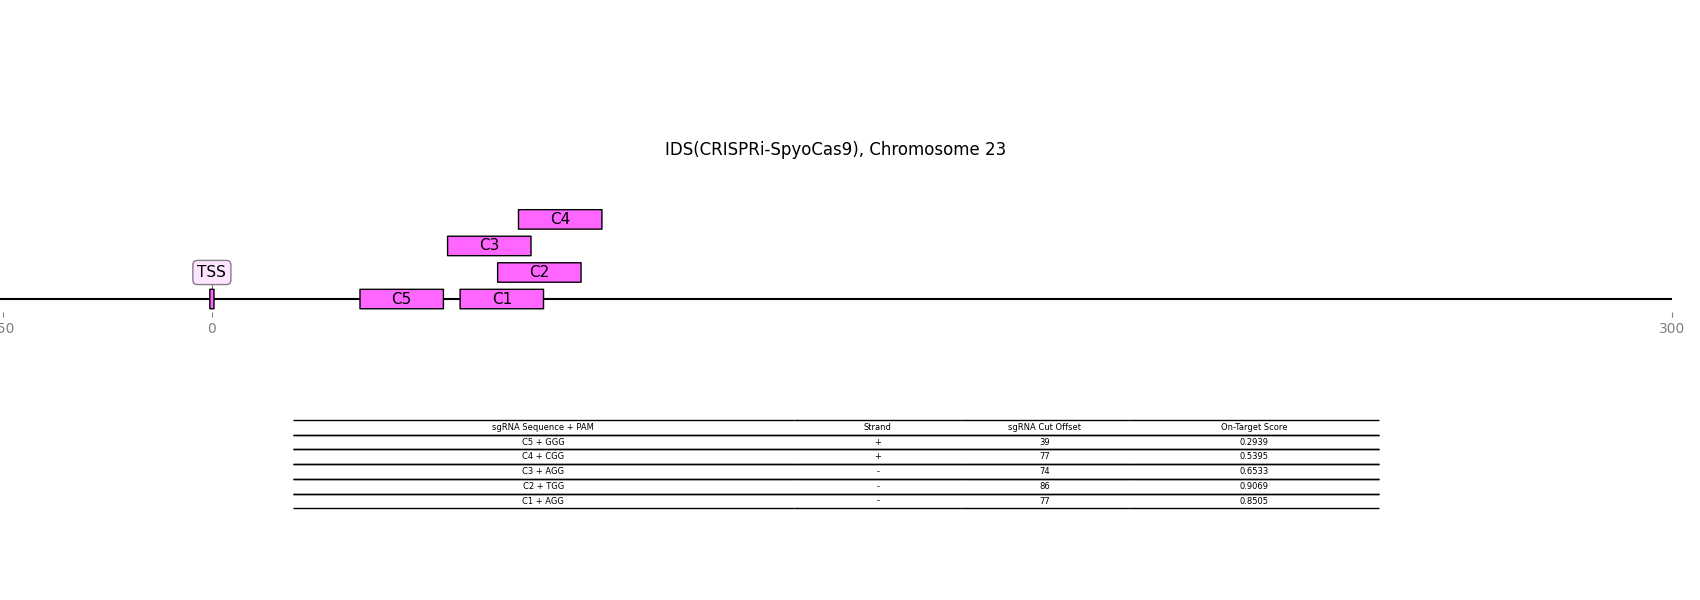 IDS(CRISPRi-SpyoCas9), Chromosome 23
C4
C3
TSS C2
C5 C1
50 0 300
sgRNA Sequence + PAM Strand sgRNA Cut Offset On-Target Score
C5 + GGG + 39 0.2939
C4 + CGG + 77 0.5395
C3 + AGG - 74 0.6533
C2 + TGG - 86 0.9069
C1 + AGG - 77 0.8505